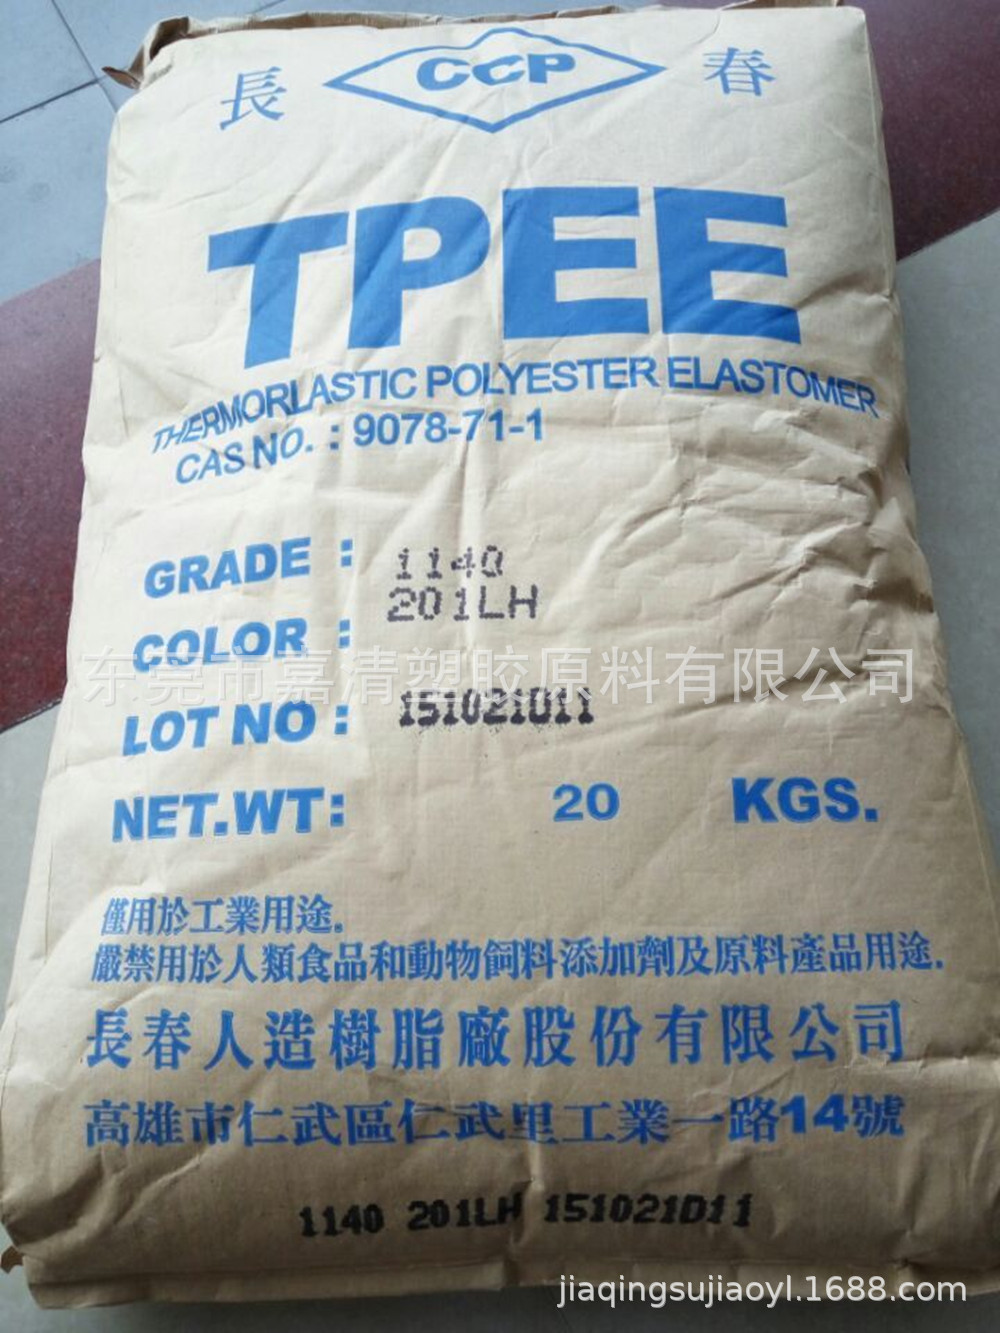 長 CCP 春
TPEE
THERMORLASTIC POLYESTER ELASTOMER
CAS NO. : 9078-71-1
GRADE : 1140
201LH
COLOR :
东莞市嘉清塑胶原料有限公司
LOT NO : 151021D11
NET.WT: 20 KGS.
僅用於工業用途.
嚴禁用於人類食品和動物飼料添加劑及原料產品用途.
長春人造樹脂廠股份有限公司
高雄市仁武區仁武里工業一路14號
1140 201LH 151021D11
jiaqingsujiaoyl.1688.com